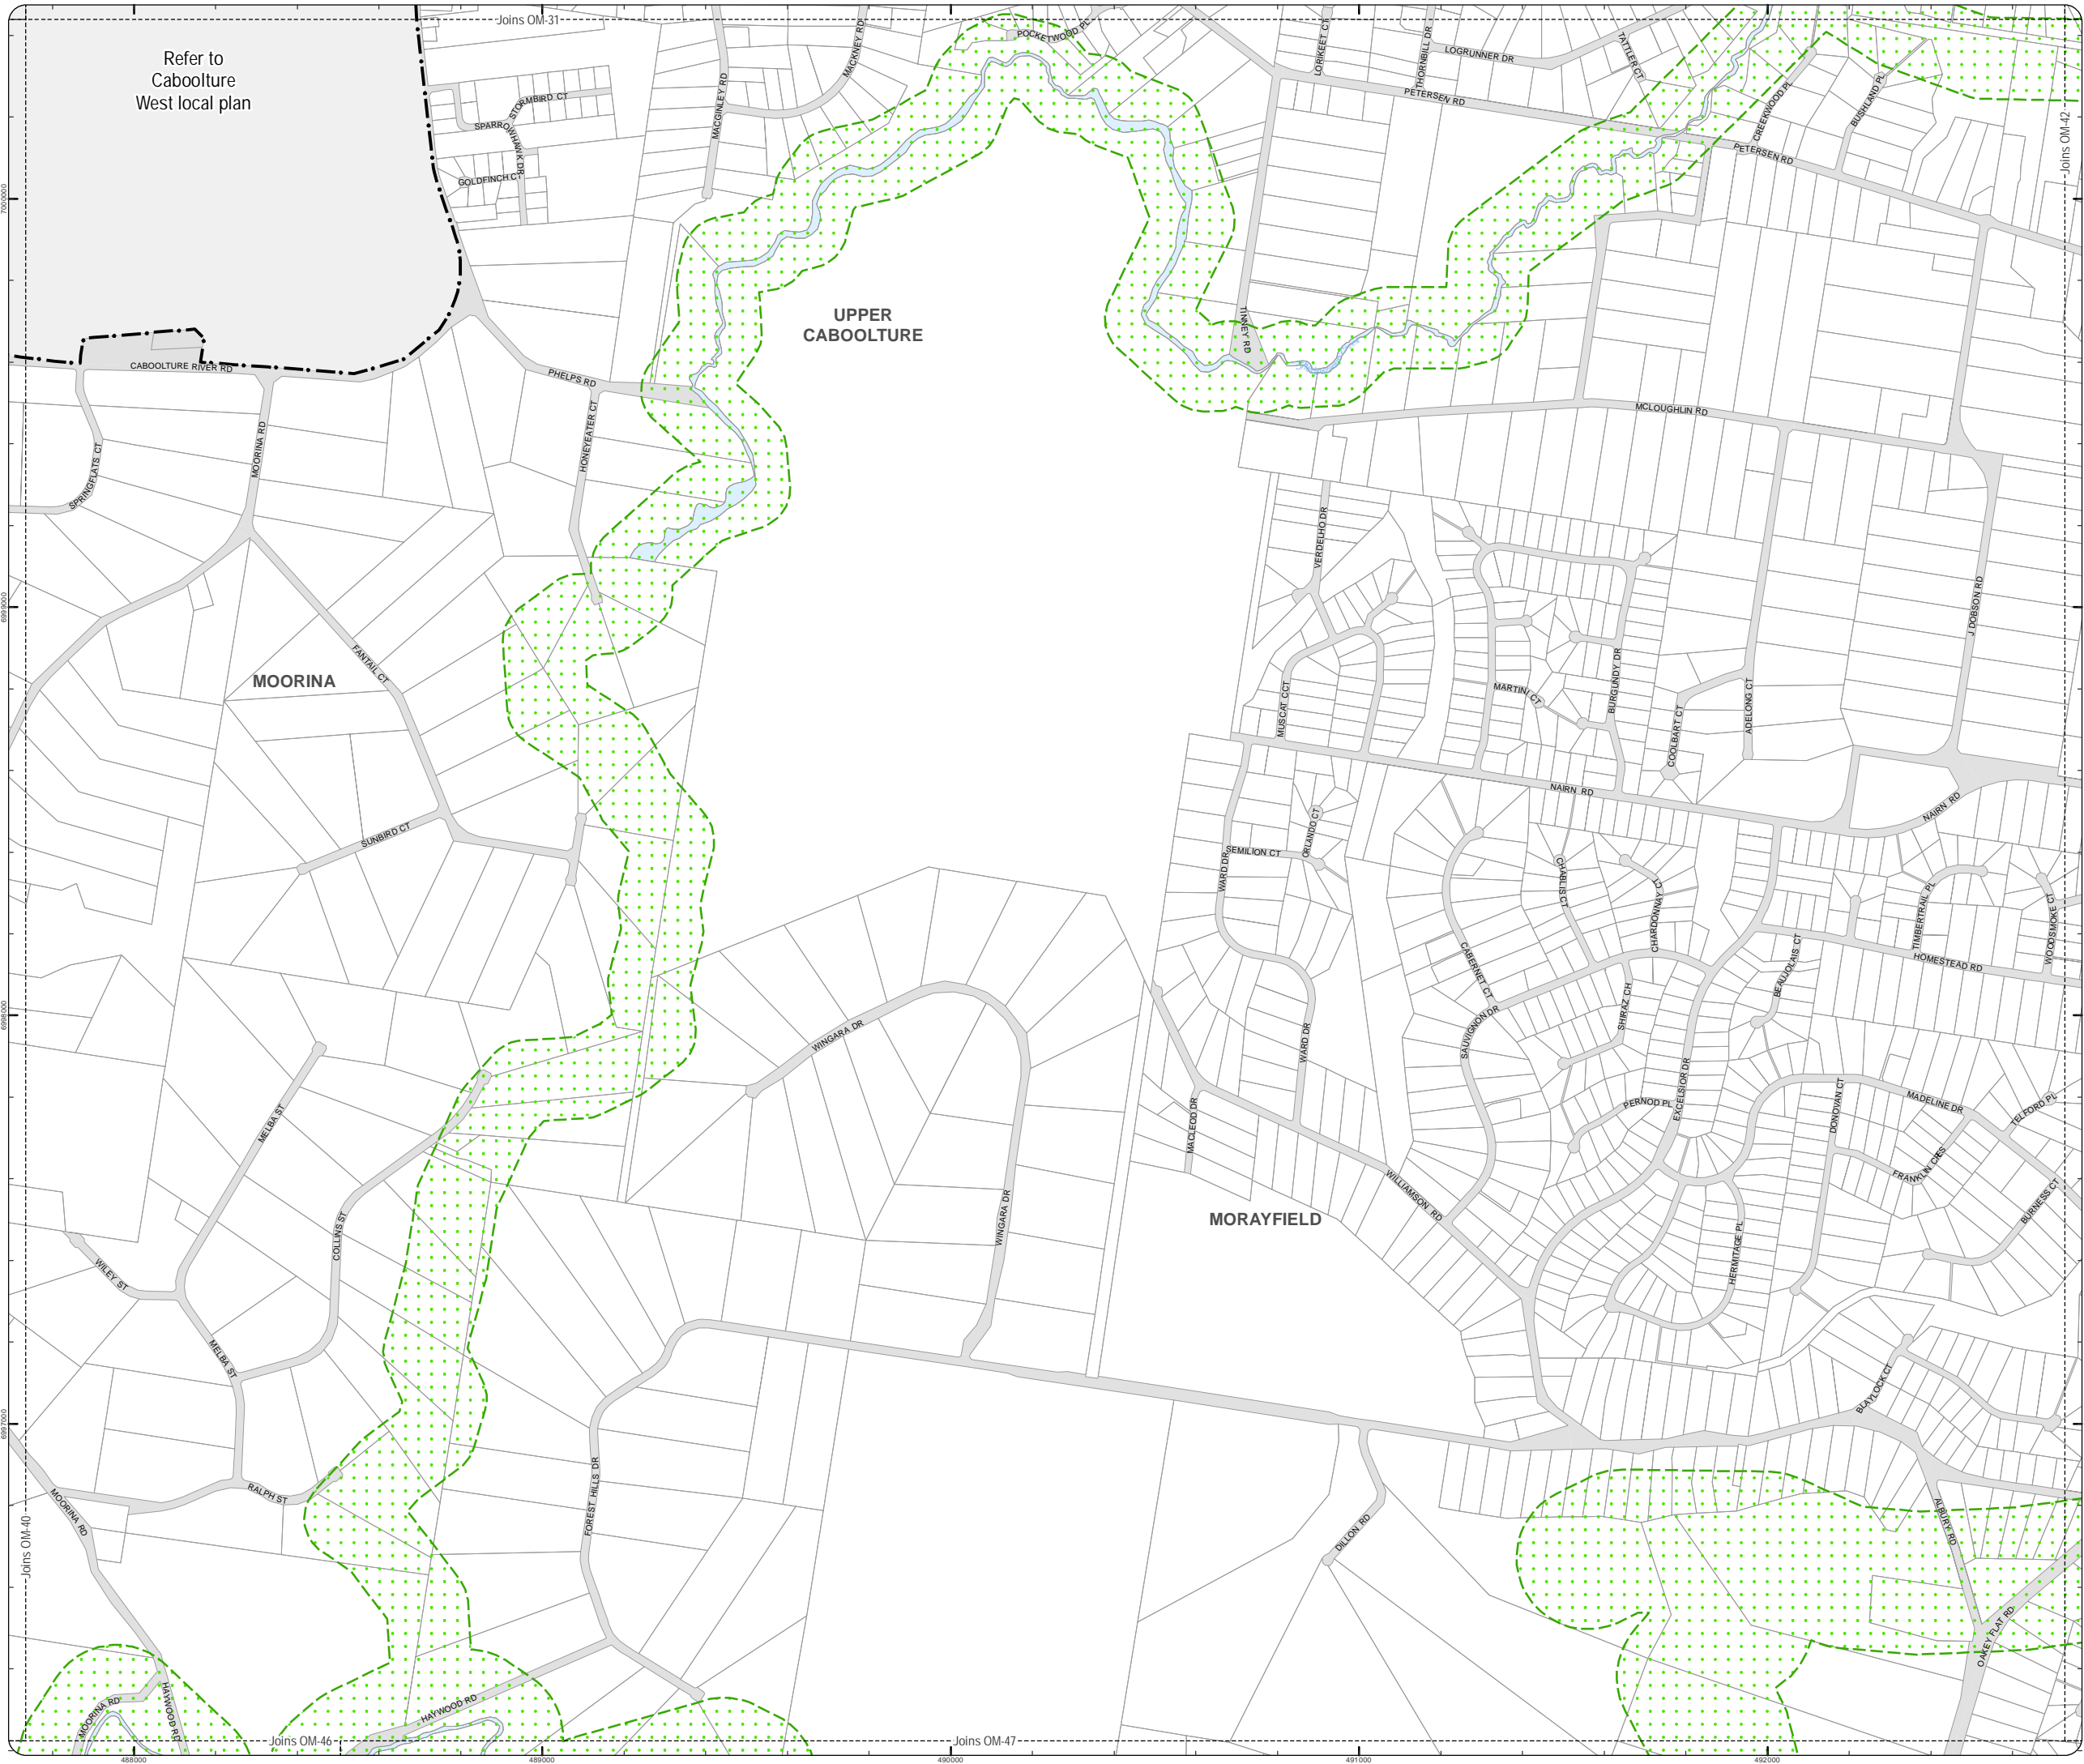 Joins OM-31
Refer to
Caboolture
West local plan
STORMBIRD CT
SPARROWHAWK DR
GOLDFINCH CT
MACGINLEY RD
MACKNEY RD
POCKETWOOD PL
LORIKEET CT
THORNBILL DR
LOGRUNNER DR
TATTLER CT
PETERSEN RD
CREEKWOOD PL
BUSHLAND PL
PETERSEN RD
Joins OM-42
7000000
UPPER
CABOOLTURE
TINNEY RD
CABOOLTURE RIVER RD
PHELPS RD
HONEYEATER CT
MOORINA RD
SPRINGFLATS CT
MCLOUGHLIN RD
VERDELHO DR
J DOBSON RD
6999000
FANTAIL CT
MOORINA
MUSCAT CCT
MARTINI CT
BURGUNDY DR
COOLBART CT
ADELONG CT
NAIRN RD
NAIRN RD
SUNBIRD CT
ORLANDO CT
SEMILION CT
WARD DR
CHABLIS CT
CHARDONNAY CT
TIMBERTRAIL PL
WOODSMOKE CT
HOMESTEAD RD
BEAUJOLAIS CT
CABERNET CT
SHIRAZ CH
SAUVIGNON DR
6998000
WINGARA DR
WARD DR
EXCELSIOR DR
MELBA ST
MACLEOD DR
PERNOD PL
DONOVAN CT
MADELINE DR
TELFORD PL
FRANKLIN CRES
BURNESS CT
WILLIAMSON RD
MORAYFIELD
WINGARA DR
COLLINS ST
HERMITAGE PL
WILEY ST
MELBA ST
BLAYLOCK CT
6997000
RALPH ST
MOORINA RD
FOREST HILLS DR
DILLON RD
ALBURY RD
Joins OM-40
OAKEY FLAT RD
MOORINA RD
HAYWOOD RD
HAYWOOD RD
Joins OM-46
Joins OM-47
488000
489000
490000
491000
492000